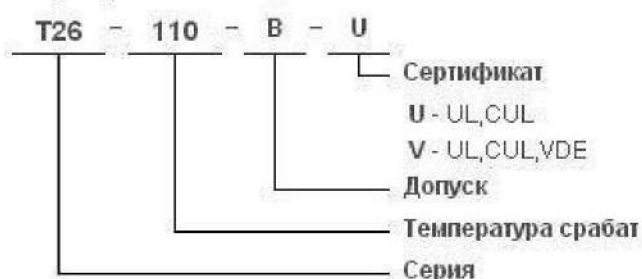 T26 - 110 - B - U
Сертификат
U - UL,CUL
V - UL,CUL,VDE
Допуск
Температура срабат
Серия